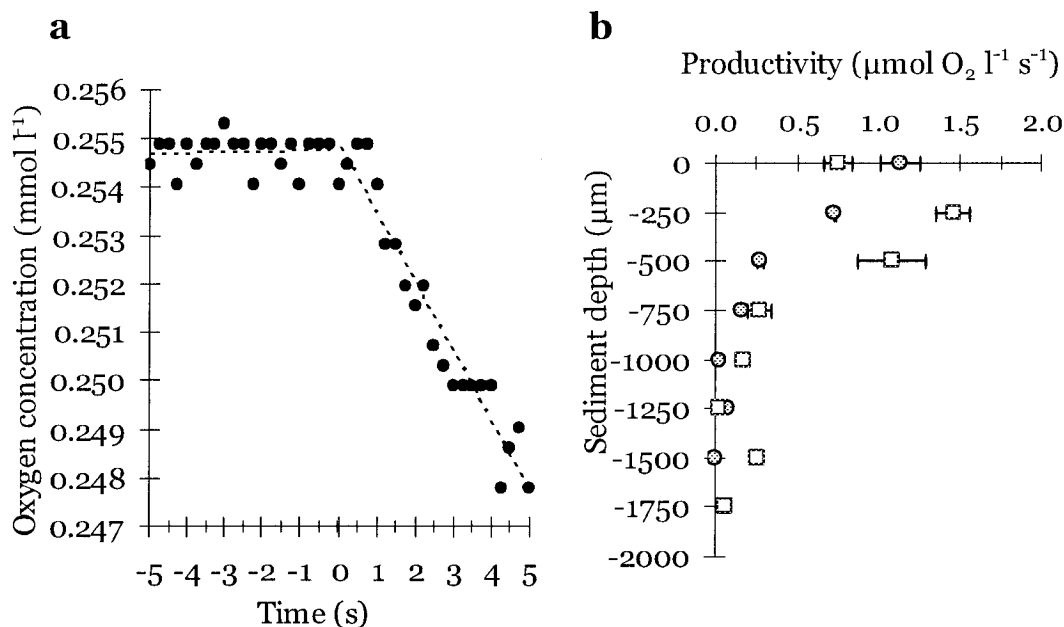 a
Oxygen concentration (mmol l⁻¹)
0.256
0.255
0.254
0.253
0.252
0.251
0.250
0.249
0.248
0.247
-5 -4 -3 -2 -1 0 1 2 3 4 5
Time (s)
b
Productivity (µmol O₂ l⁻¹ s⁻¹)
0.0 0.5 1.0 1.5 2.0
Sediment depth (µm)
0
-250
-500
-750
-1000
-1250
-1500
-1750
-2000